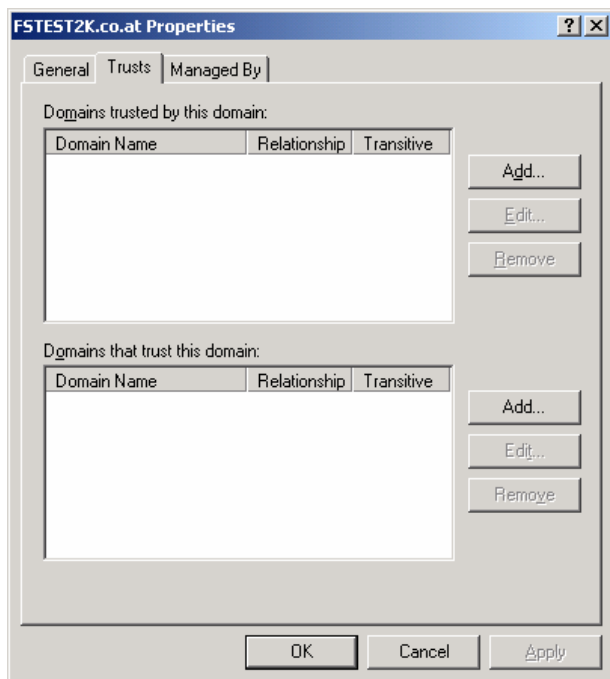 FSTEST2K.co.at Properties
General Trusts Managed By
Domains trusted by this domain:
Domain Name Relationship Transitive
Add...
Edit...
Remove
Domains that trust this domain:
Domain Name Relationship Transitive
Add...
Edit...
Remove
OK Cancel Apply